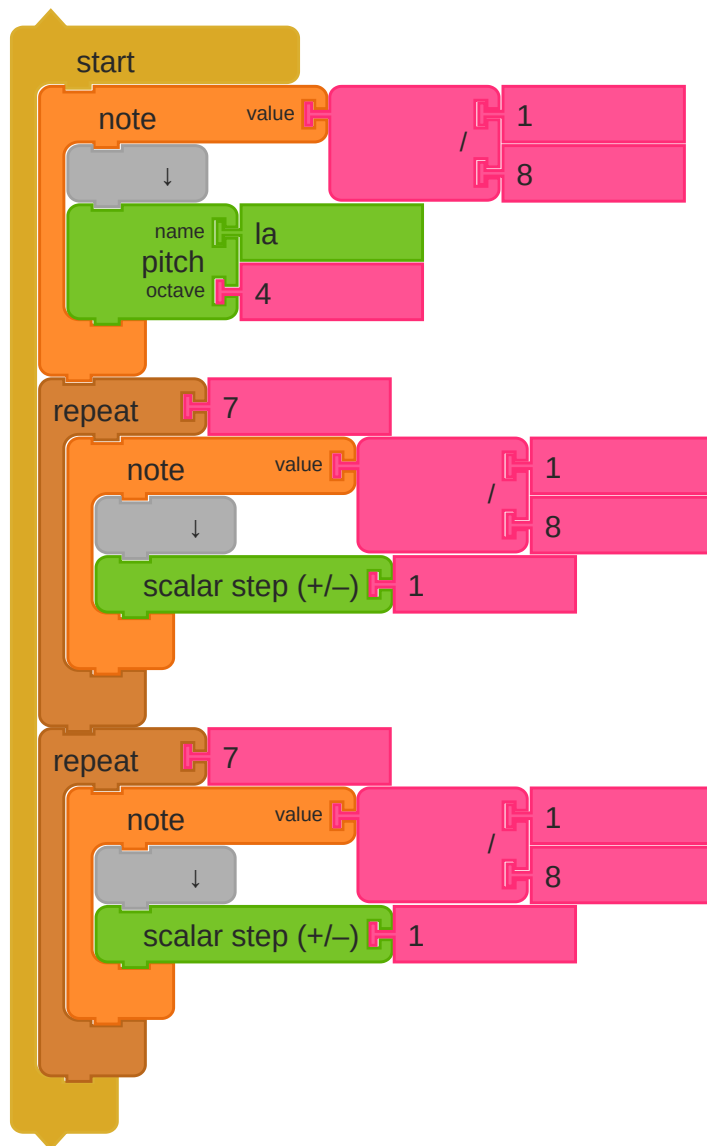 start
note value 1
/
8
↓
name la
pitch
octave 4
repeat 7
note value 1
/
8
↓
scalar step (+/–) 1
repeat 7
note value 1
/
8
↓
scalar step (+/–) 1